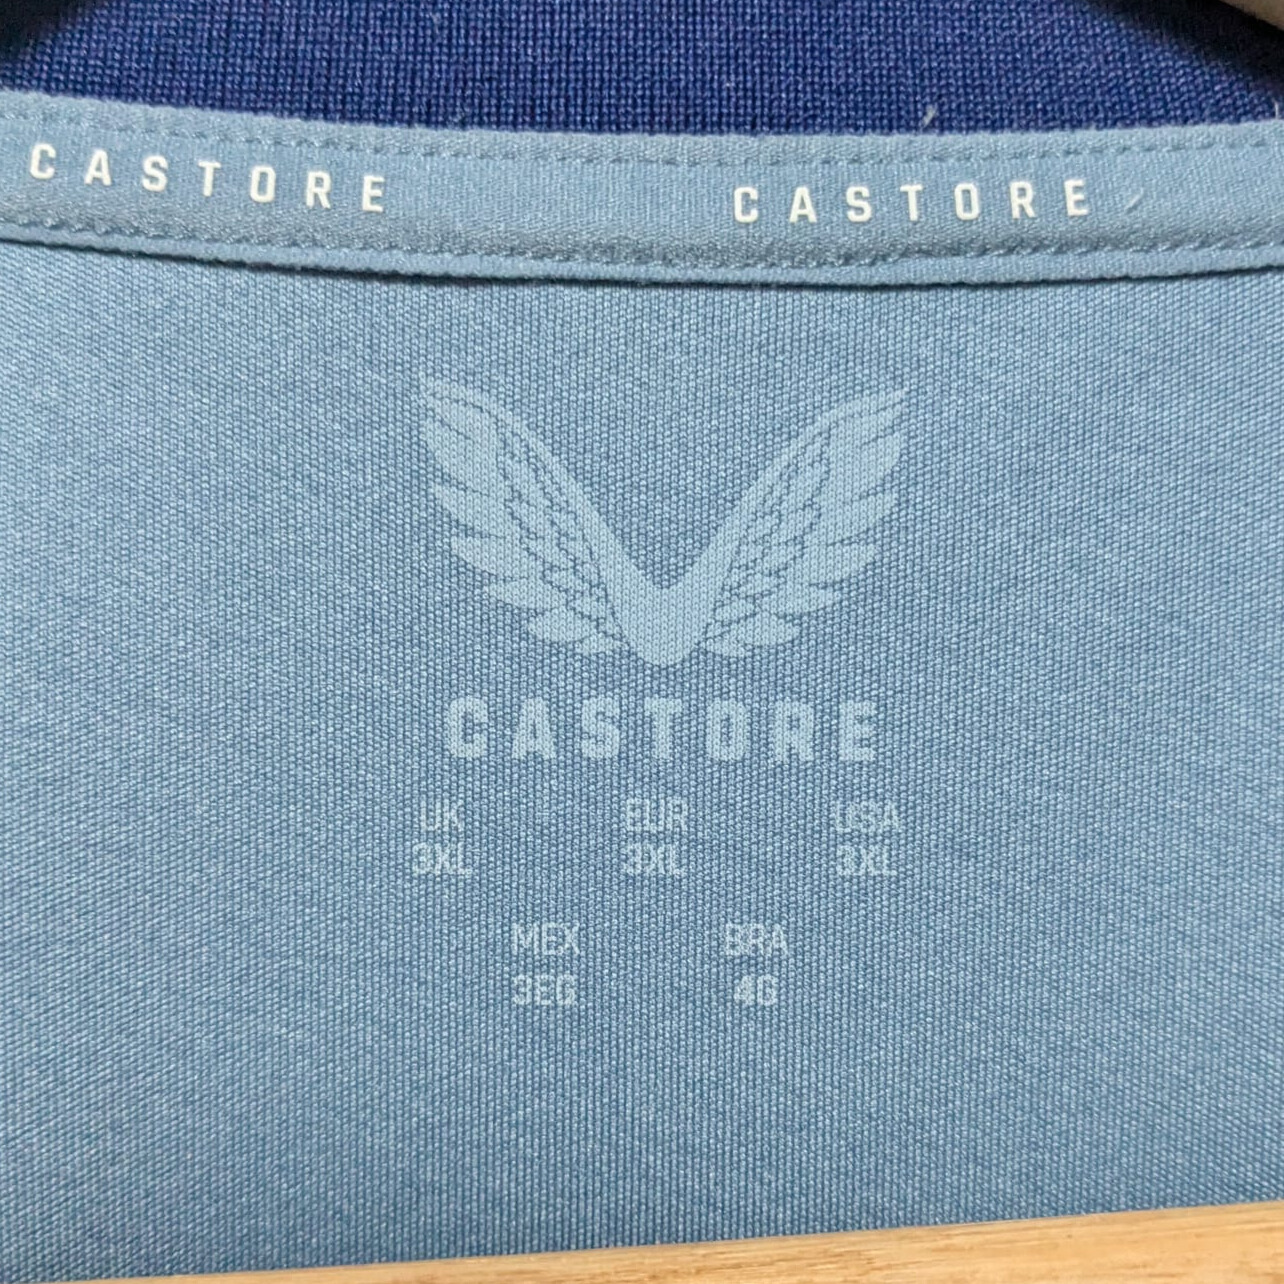 CASTORE CASTORE
CASTORE
UK EUR USA
3XL 3XL 3XL
MEX BRA
3EG 4G